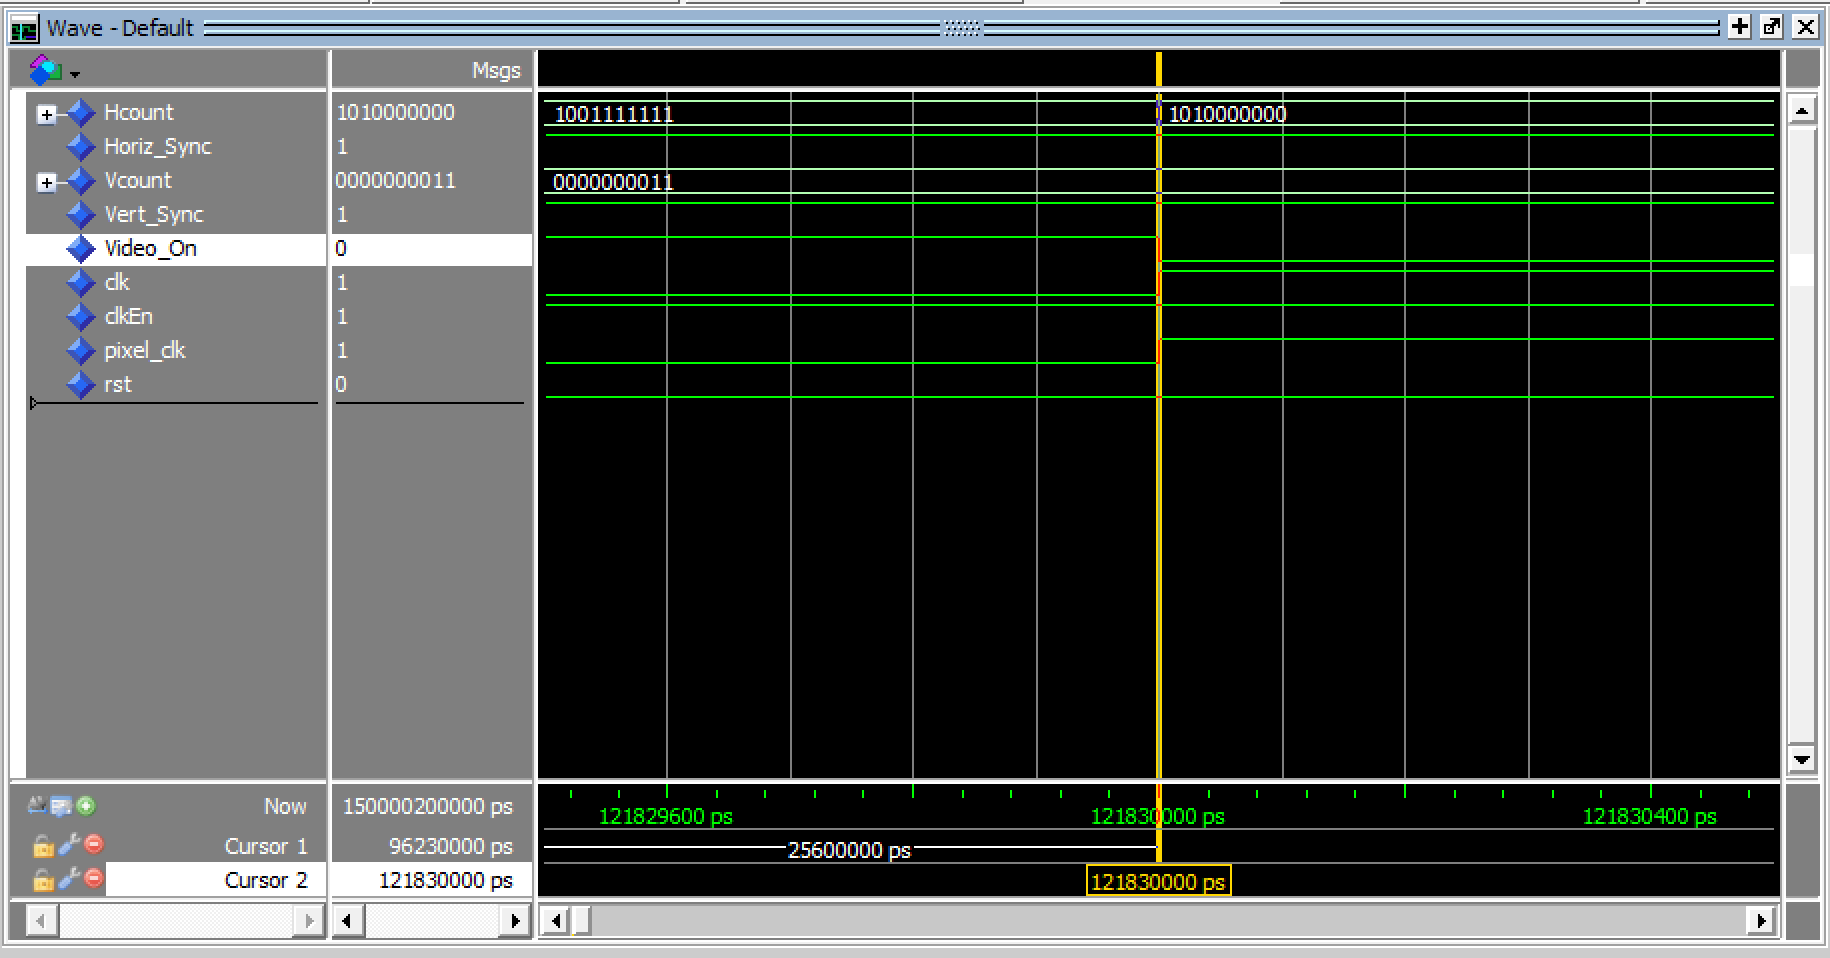 Wave - Default
Msgs
Hcount 1010000000 1001111111 1010000000
Horiz_Sync 1
Vcount 0000000011 0000000011
Vert_Sync 1
Video_On 0
clk 1
clkEn 1
pixel_clk 1
rst 0
Now 150000200000 ps 121829600 ps 121830000 ps 121830400 ps
Cursor 1 96230000 ps 25600000 ps
Cursor 2 121830000 ps 121830000 ps